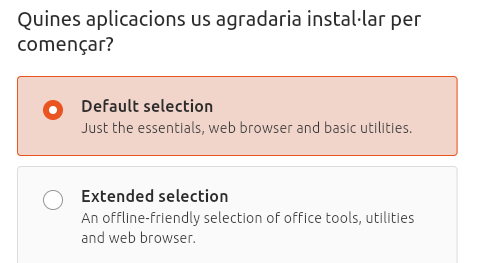 Quines aplicacions us agradaria instal·lar per
començar?
Default selection
Just the essentials, web browser and basic utilities.
Extended selection
An offline-friendly selection of office tools, utilities
and web browser.